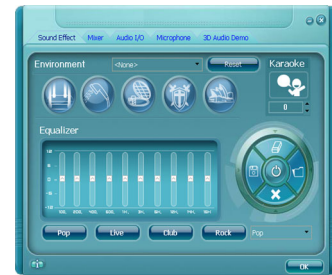 Sound Effect Mixer Audio I/O Microphone 3D Audio Demo
Environment <None> Reset Karaoke
0
Equalizer
Pop Live Club Rock Pop
OK